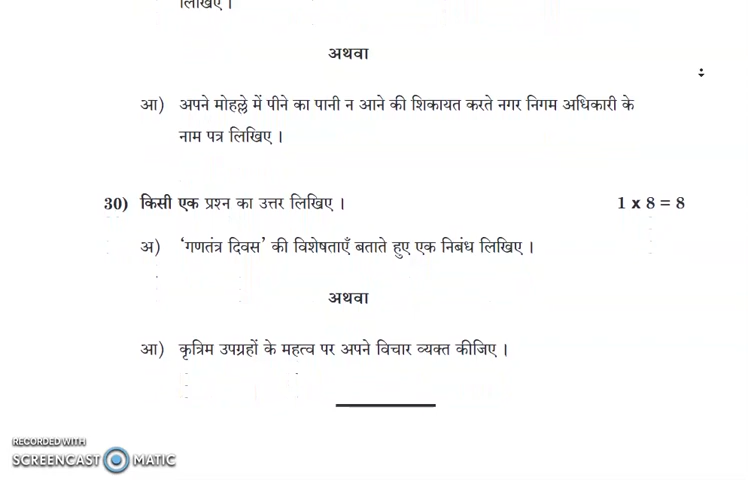 लिखिए ।
अथवा
आ) अपने मोहल्ले में पीने का पानी न आने की शिकायत करते नगर निगम अधिकारी के
नाम पत्र लिखिए ।
30) किसी एक प्रश्न का उत्तर लिखिए । 1 x 8 = 8
अ) ‘गणतंत्र दिवस’ की विशेषताएँ बताते हुए एक निबंध लिखिए ।
अथवा
आ) कृत्रिम उपग्रहों के महत्व पर अपने विचार व्यक्त कीजिए ।
RECORDED WITH
SCREENCAST MATIC